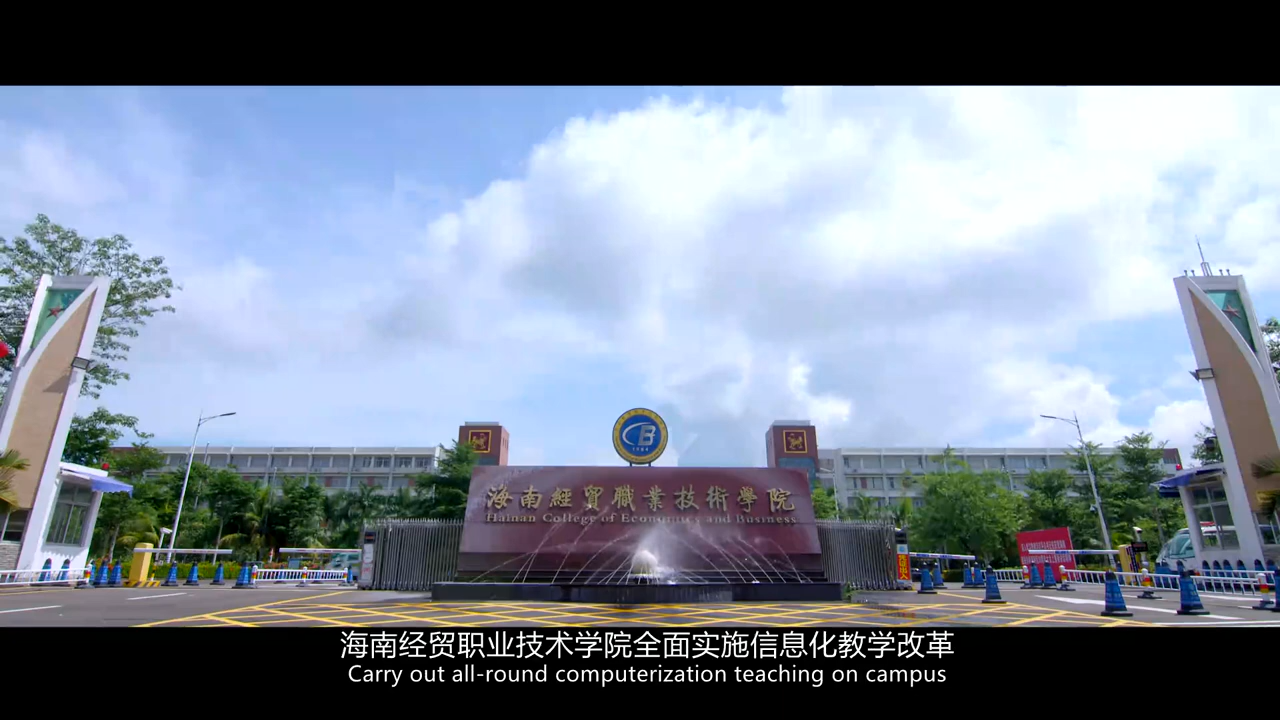 海南經貿職業技術學院
Hainan College of Economics and Business
海南经贸职业技术学院全面实施信息化教学改革
Carry out all-round computerization teaching on campus